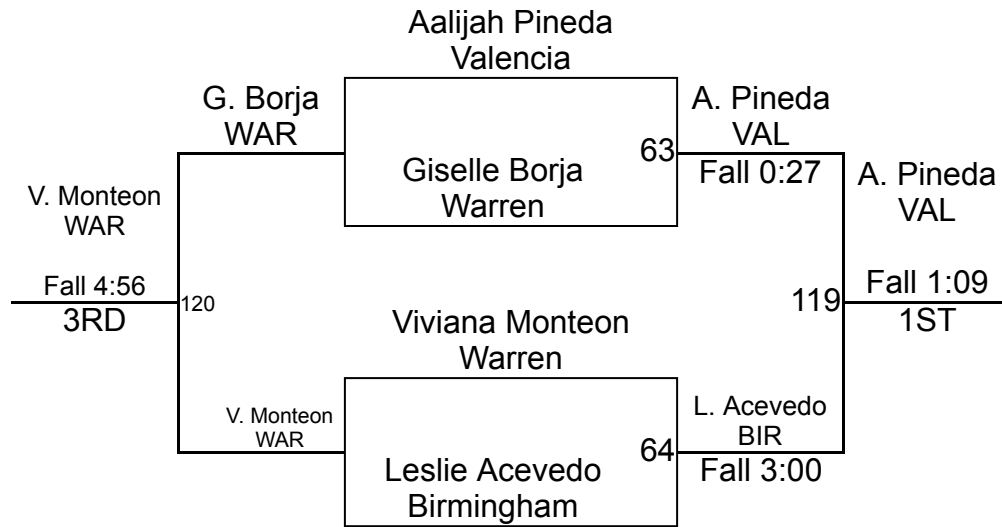 Aalijah Pineda
Valencia
G. Borja
WAR
A. Pineda
VAL
63
Fall 0:27
Giselle Borja
Warren
V. Monteon
WAR
A. Pineda
VAL
Fall 4:56
3RD
120
119
Fall 1:09
1ST
Viviana Monteon
Warren
V. Monteon
WAR
L. Acevedo
BIR
64
Fall 3:00
Leslie Acevedo
Birmingham